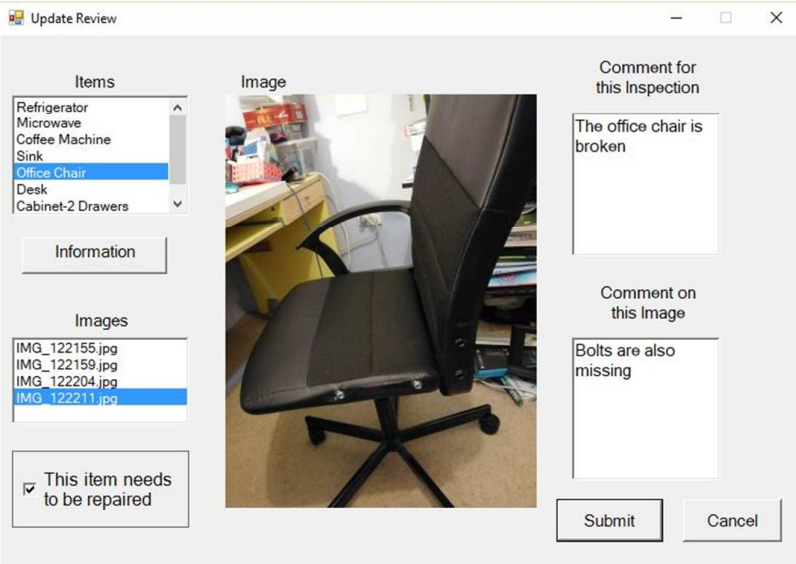 Update Review
Items
Refrigerator
Microwave
Coffee Machine
Sink
Office Chair
Desk
Cabinet-2 Drawers
Information
Images
IMG_122155.jpg
IMG_122159.jpg
IMG_122204.jpg
IMG_122211.jpg
This item needs
to be repaired
Image
Comment for
this Inspection
The office chair is
broken
Comment on
this Image
Bolts are also
missing
Submit
Cancel